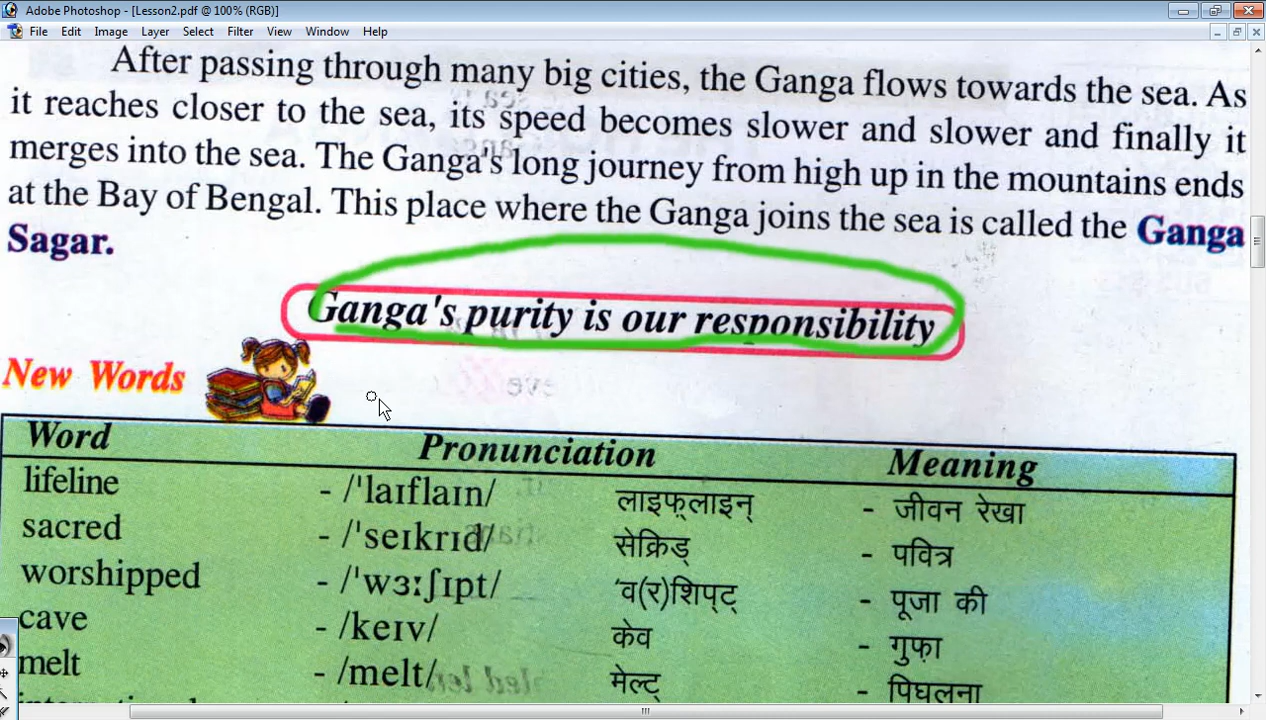 Adobe Photoshop - [Lesson2.pdf @ 100% (RGB)]
File Edit Image Layer Select Filter View Window Help
After passing through many big cities, the Ganga flows towards the sea. As
it reaches closer to the sea, its speed becomes slower and slower and finally it
merges into the sea. The Ganga's long journey from high up in the mountains ends
at the Bay of Bengal. This place where the Ganga joins the sea is called the Ganga
Sagar.
Ganga's purity is our responsibility
New Words
Word Pronunciation Meaning
lifeline - /ˈlaɪflaɪn/ लाइफ़्लाइन् - जीवन रेखा
sacred - /ˈseɪkrɪd/ सेक्रिड् - पवित्र
worshipped - /ˈwɜːʃɪpt/ 'व(र)शिप्ट् - पूजा की
cave - /keɪv/ केव - गुफ़ा
melt - /melt/ मेल्ट् - पिघलना